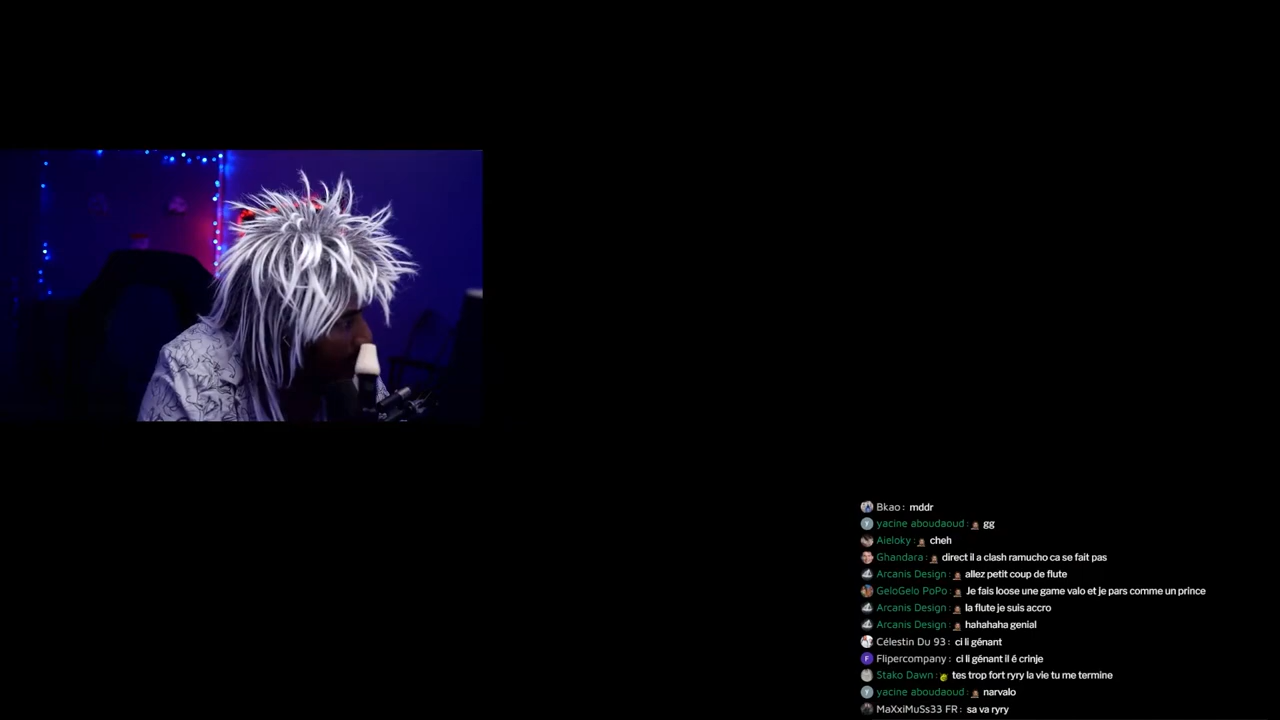 Bkao : mddr
yacine aboudaoud : gg
Aieloky : cheh
Ghandara : direct il a clash ramucho ca se fait pas
Arcanis Design : allez petit coup de flute
GeloGelo PoPo : Je fais loose une game valo et je pars comme un prince
Arcanis Design : la flute je suis accro
Arcanis Design : hahahaha genial
Célestin Du 93 : ci li génant
F Flipercompany : ci li génant il é crinje
Stako Dawn : tes trop fort ryry la vie tu me termine
yacine aboudaoud : narvalo
MaXxiMuSs33 FR : sa va ryry